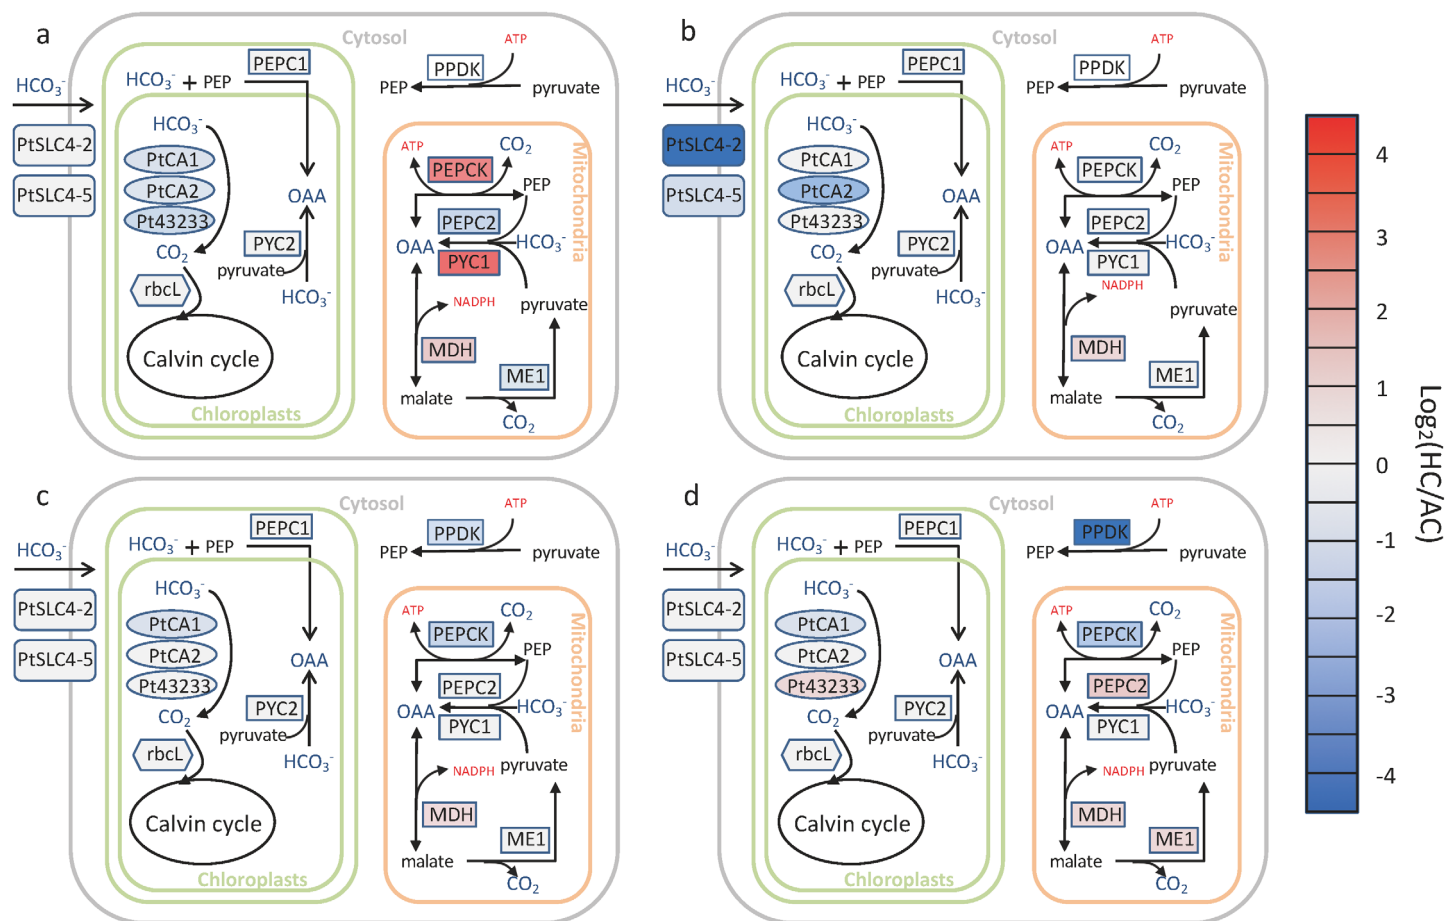 a
Cytosol
ATP
HCO3-
HCO3- + PEP
PEPC1
PPDK
PEP
pyruvate
PtSLC4-2
PtSLC4-5
HCO3-
PtCA1
PtCA2
Pt43233
CO2
rbcL
Calvin cycle
OAA
PYC2
pyruvate
HCO3-
Chloroplasts
Mitochondria
ATP
CO2
PEPCK
PEP
PEPC2
OAA
HCO3-
PYC1
NADPH
pyruvate
MDH
ME1
malate
CO2
b
Cytosol
ATP
HCO3-
HCO3- + PEP
PEPC1
PPDK
PEP
pyruvate
PtSLC4-2
PtSLC4-5
HCO3-
PtCA1
PtCA2
Pt43233
CO2
rbcL
Calvin cycle
OAA
PYC2
pyruvate
HCO3-
Chloroplasts
Mitochondria
ATP
CO2
PEPCK
PEP
PEPC2
OAA
HCO3-
PYC1
NADPH
pyruvate
MDH
ME1
malate
CO2
c
Cytosol
ATP
HCO3-
HCO3- + PEP
PEPC1
PPDK
PEP
pyruvate
PtSLC4-2
PtSLC4-5
HCO3-
PtCA1
PtCA2
Pt43233
CO2
rbcL
Calvin cycle
OAA
PYC2
pyruvate
HCO3-
Chloroplasts
Mitochondria
ATP
CO2
PEPCK
PEP
PEPC2
OAA
HCO3-
PYC1
NADPH
pyruvate
MDH
ME1
malate
CO2
d
Cytosol
ATP
HCO3-
HCO3- + PEP
PEPC1
PPDK
PEP
pyruvate
PtSLC4-2
PtSLC4-5
HCO3-
PtCA1
PtCA2
Pt43233
CO2
rbcL
Calvin cycle
OAA
PYC2
pyruvate
HCO3-
Chloroplasts
Mitochondria
ATP
CO2
PEPCK
PEP
PEPC2
OAA
HCO3-
PYC1
NADPH
pyruvate
MDH
ME1
malate
CO2
4
3
2
1
0
-1
-2
-3
-4
Log2(HC/AC)